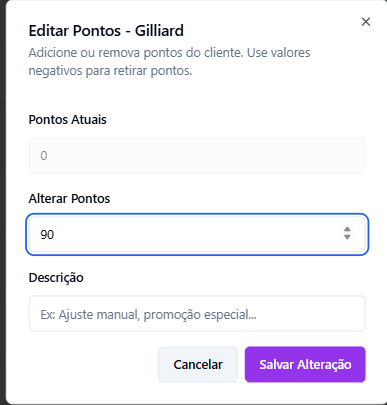 Editar Pontos - Gilliard
Adicione ou remova pontos do cliente. Use valores
negativos para retirar pontos.
Pontos Atuais
0
Alterar Pontos
90
Descrição
Ex: Ajuste manual, promoção especial...
Cancelar
Salvar Alteração